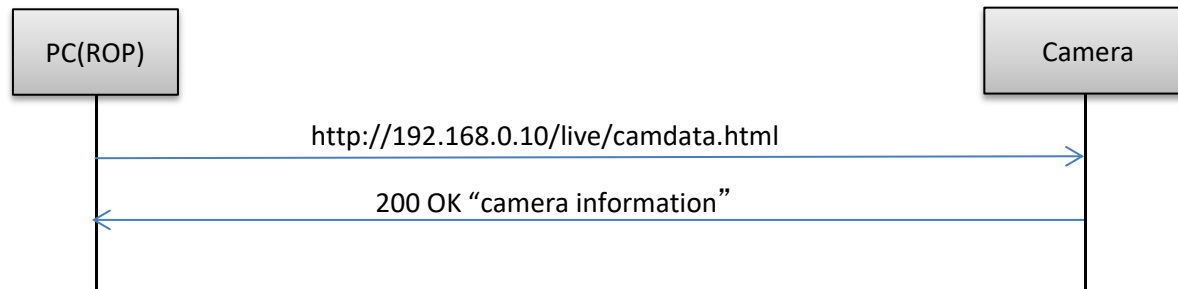 PC(ROP)
Camera
http://192.168.0.10/live/camdata.html
200 OK “camera information”